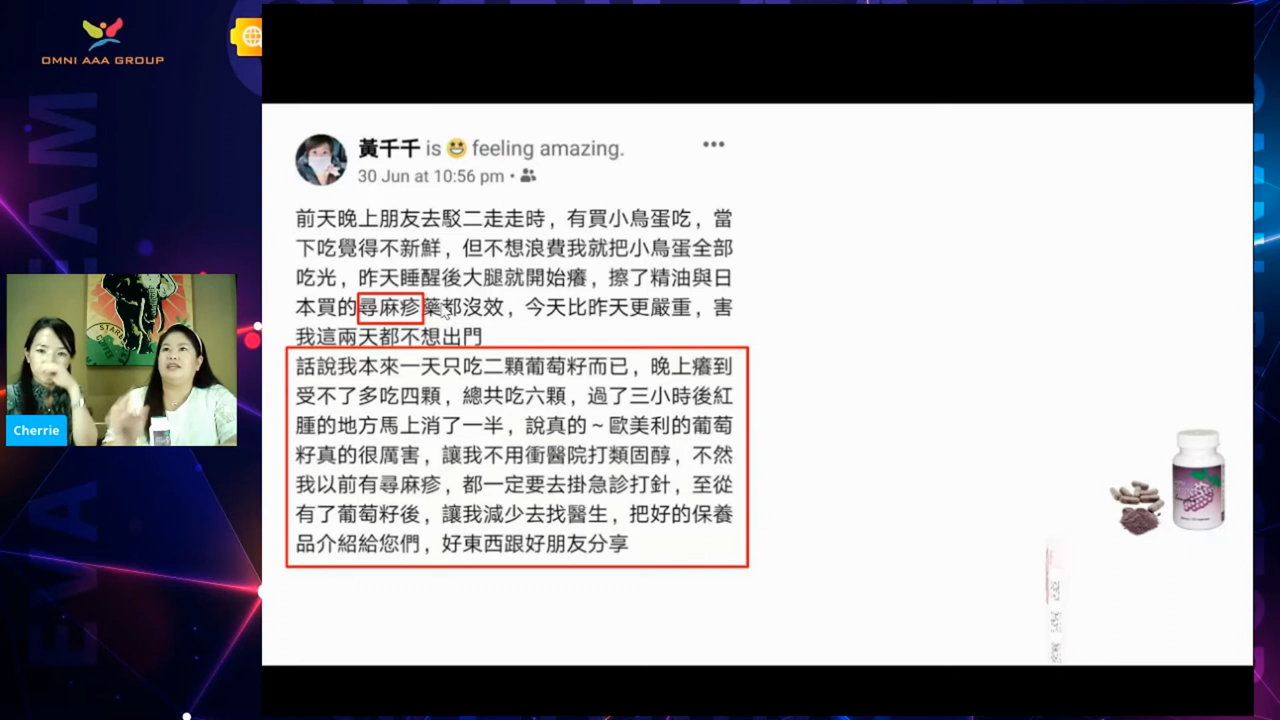 OMNI AAA GROUP
EVA TEAM
STAR
COFFEE
Cherrie
黃千千 is 😀 feeling amazing.
30 Jun at 10:56 pm
前天晚上朋友去駁二走走時，有買小鳥蛋吃，當
下吃覺得不新鮮，但不想浪費我就把小鳥蛋全部
吃光，昨天睡醒後大腿就開始癢，擦了精油與日
本買的尋麻疹藥都沒效，今天比昨天更嚴重，害
我這兩天都不想出門
話說我本來一天只吃二顆葡萄籽而已，晚上癢到
受不了多吃四顆，總共吃六顆，過了三小時後紅
腫的地方馬上消了一半，說真的～歐美利的葡萄
籽真的很厲害，讓我不用衝醫院打類固醇，不然
我以前有尋麻疹，都一定要去掛急診打針，至從
有了葡萄籽後，讓我減少去找醫生，把好的保養
品介紹給您們，好東西跟好朋友分享